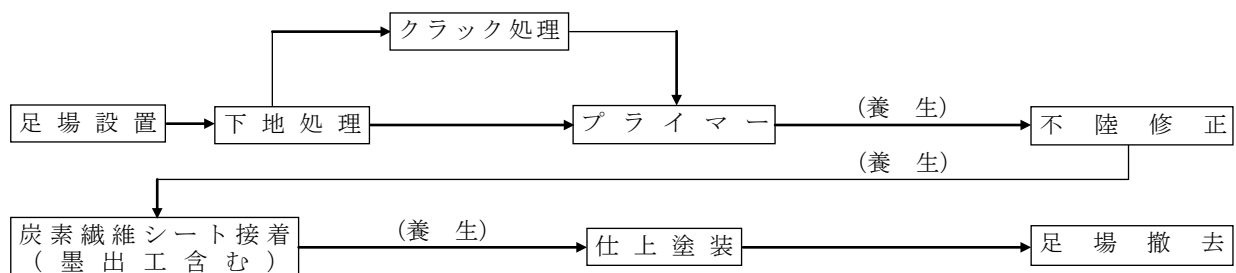 クラック処理
足場設置
下地処理
プライマー
(養 生)
不陸修正
(養 生)
炭素繊維シート接着
(墨出工含む)
(養 生)
仕上塗装
足場撤去